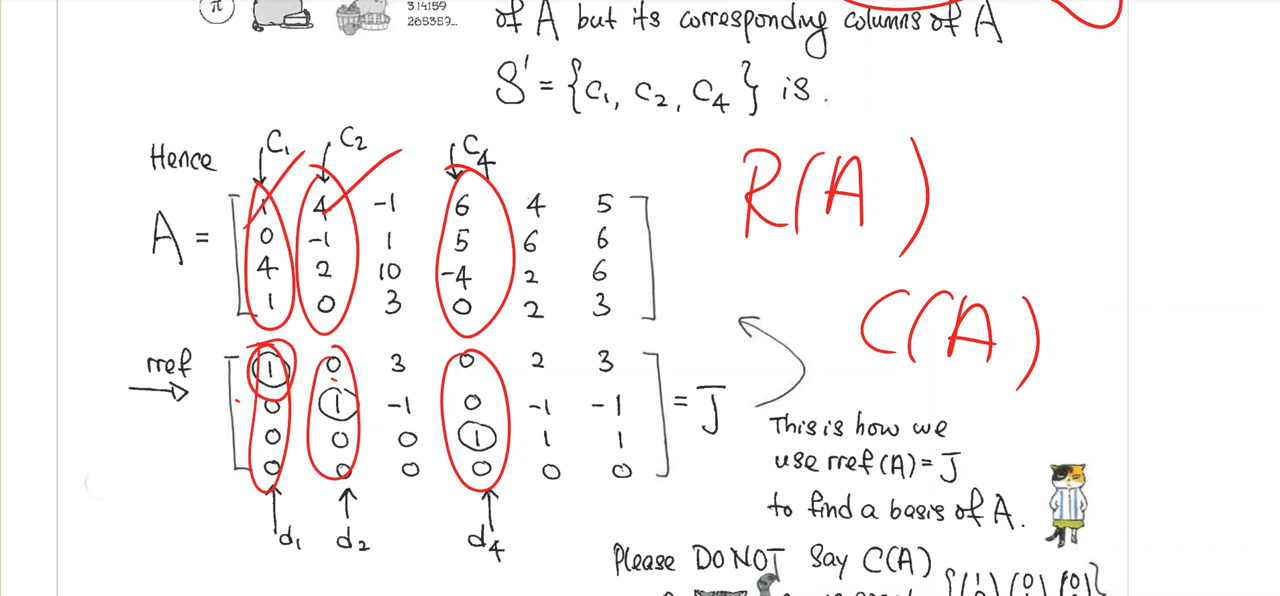 π
314159
265359...
of A but its corresponding columns of A
S' = {c₁, c₂, c₄} is.
Hence
C₁ C₂ C₄
A = [ 1 4 -1 6 4 5
0 -1 1 5 6 6
4 2 10 -4 2 6
1 0 3 0 2 3 ]
R(A)
C(A)
rref → [ 1 0 3 0 2 3
0 1 -1 0 -1 -1
0 0 0 1 1 1
0 0 0 0 0 0 ] = J
d₁ d₂ d₄
This is how we
use rref(A) = J
to find a basis of A.
Please DO NOT say C(A)